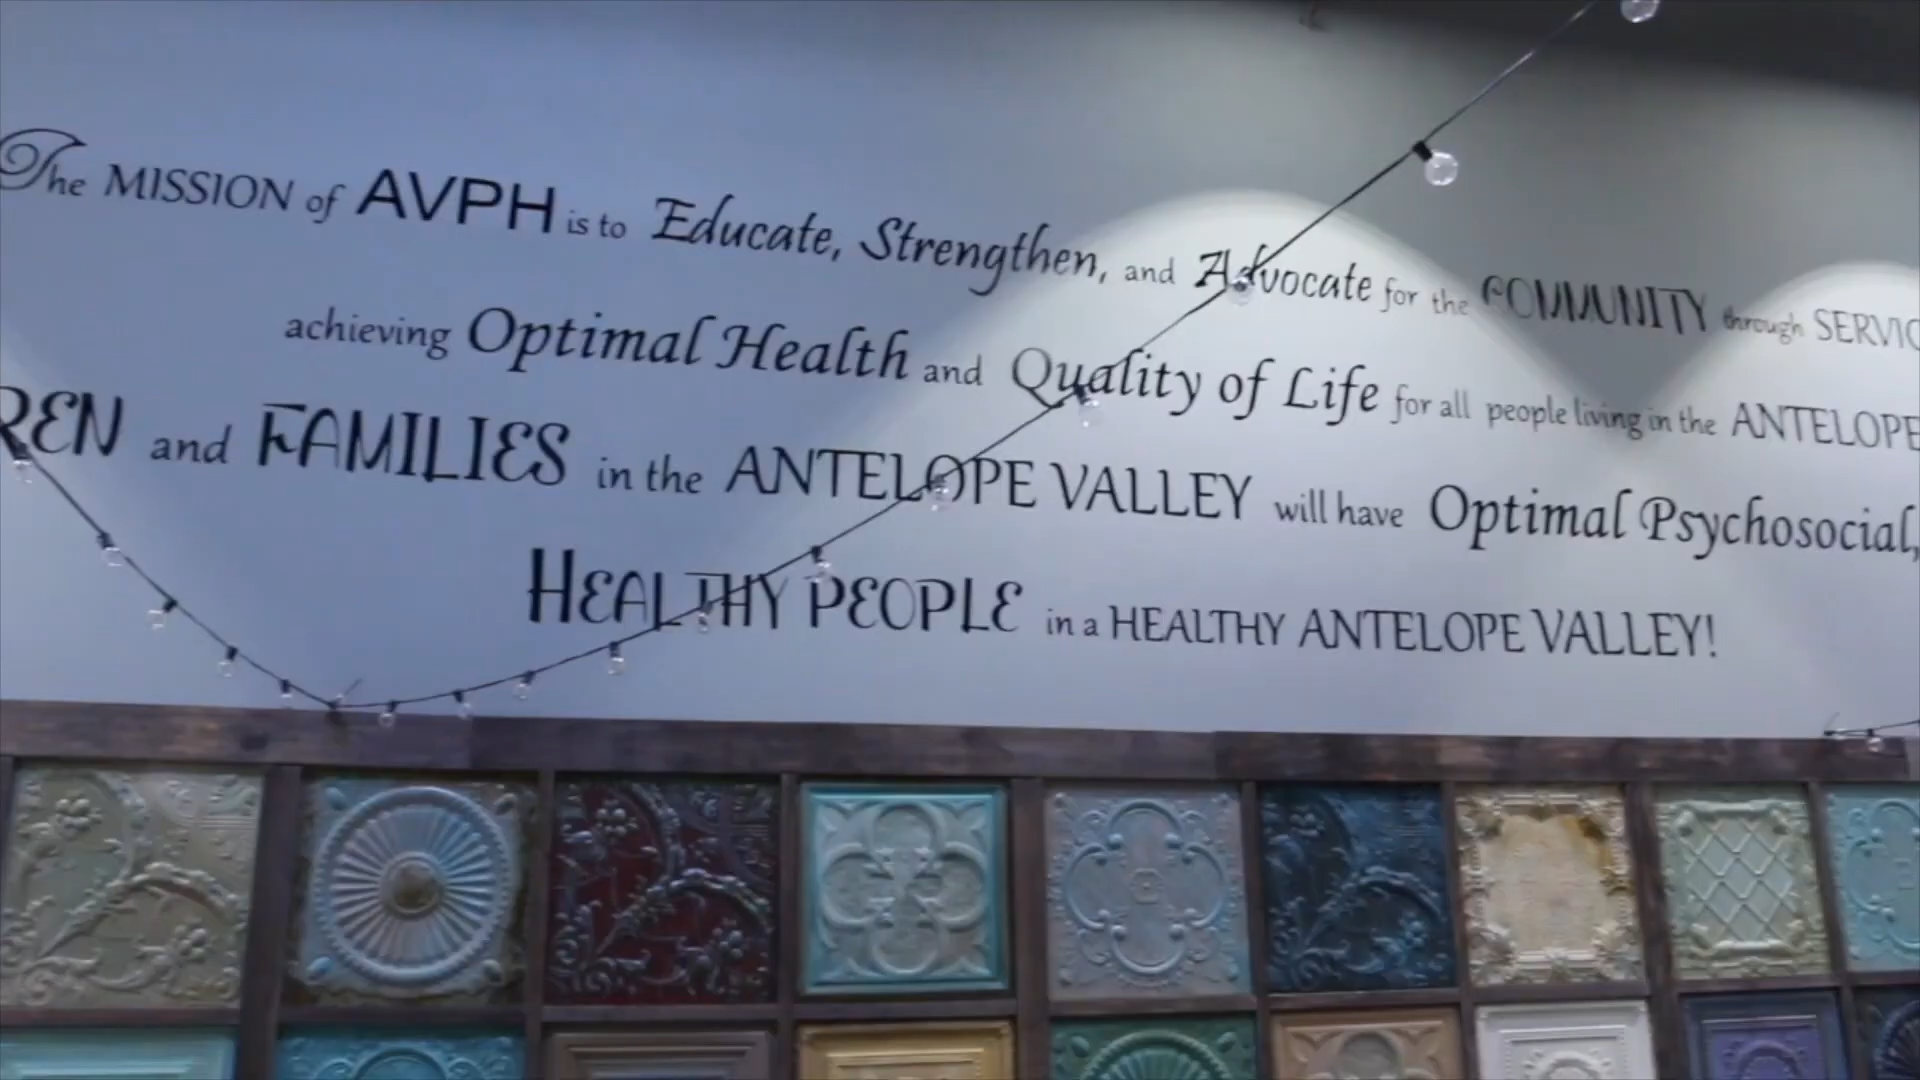 The MISSION of AVPH is to Educate, Strengthen, and Advocate for the COMMUNITY through
achieving Optimal Health and Quality of Life for all people living in the ANTELOPE
and FAMILIES in the ANTELOPE VALLEY will have Optimal Psychosocial,
HEALTHY PEOPLE in a HEALTHY ANTELOPE VALLEY!